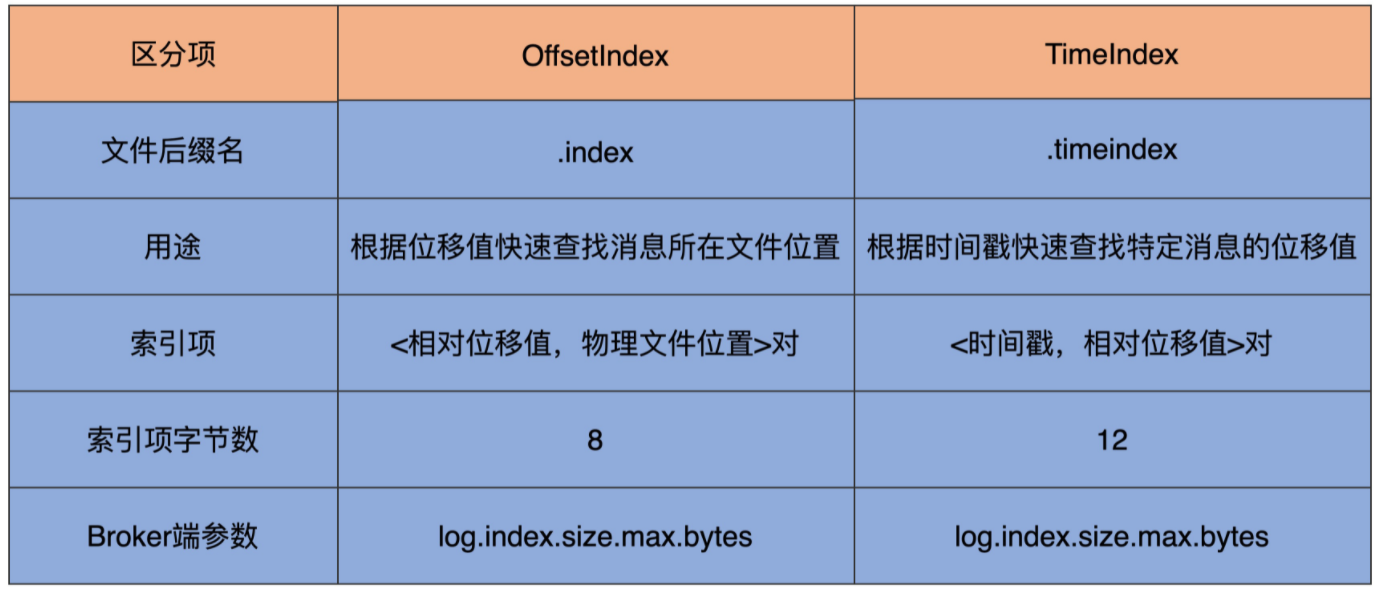 区分项 OffsetIndex TimeIndex
文件后缀名 .index .timeindex
用途 根据位移值快速查找消息所在文件位置 根据时间戳快速查找特定消息的位移值
索引项 <相对位移值，物理文件位置>对 <时间戳，相对位移值>对
索引项字节数 8 12
Broker端参数 log.index.size.max.bytes log.index.size.max.bytes